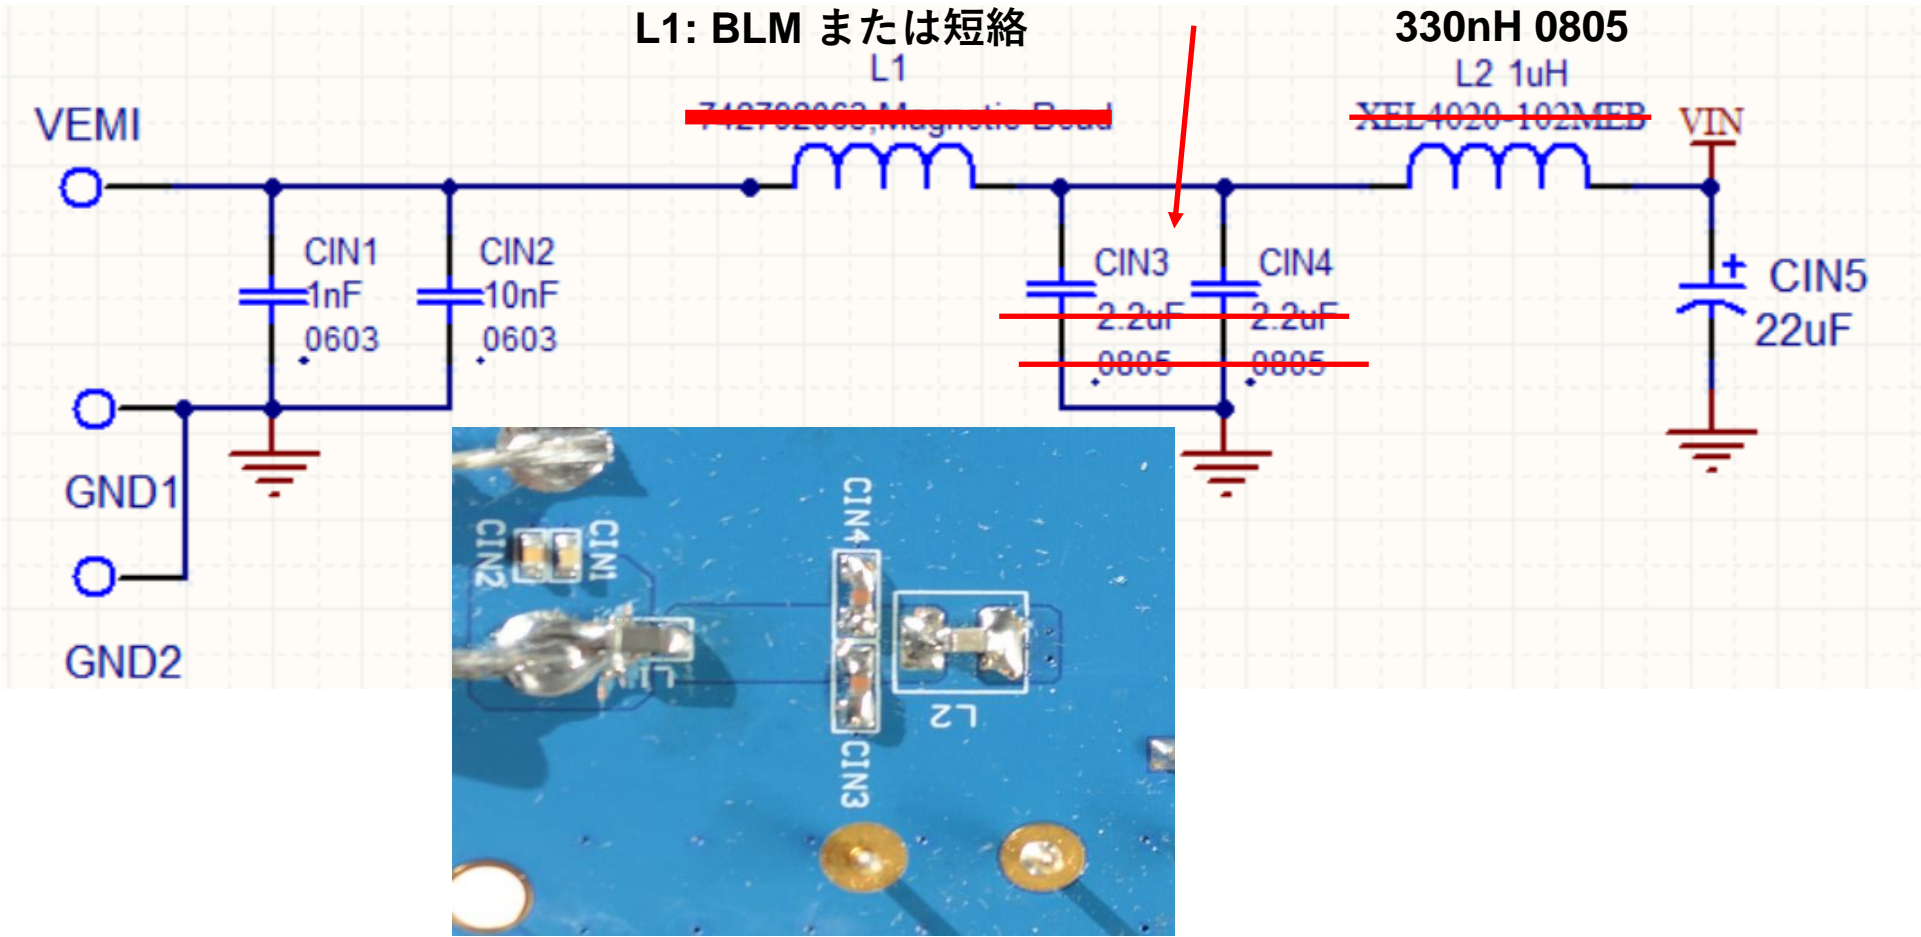 L1: BLM または短絡
330nH 0805
L1
L2 1uH
742792063,Magnetic Bead
XEL4020-102MEB
VEMI
VIN
CIN1
1nF
0603
CIN2
10nF
0603
CIN3
2.2uF
0805
CIN4
2.2uF
0805
CIN5
22uF
GND1
GND2
CIN4
CIN2
CIN1
L1
L2
CIN3